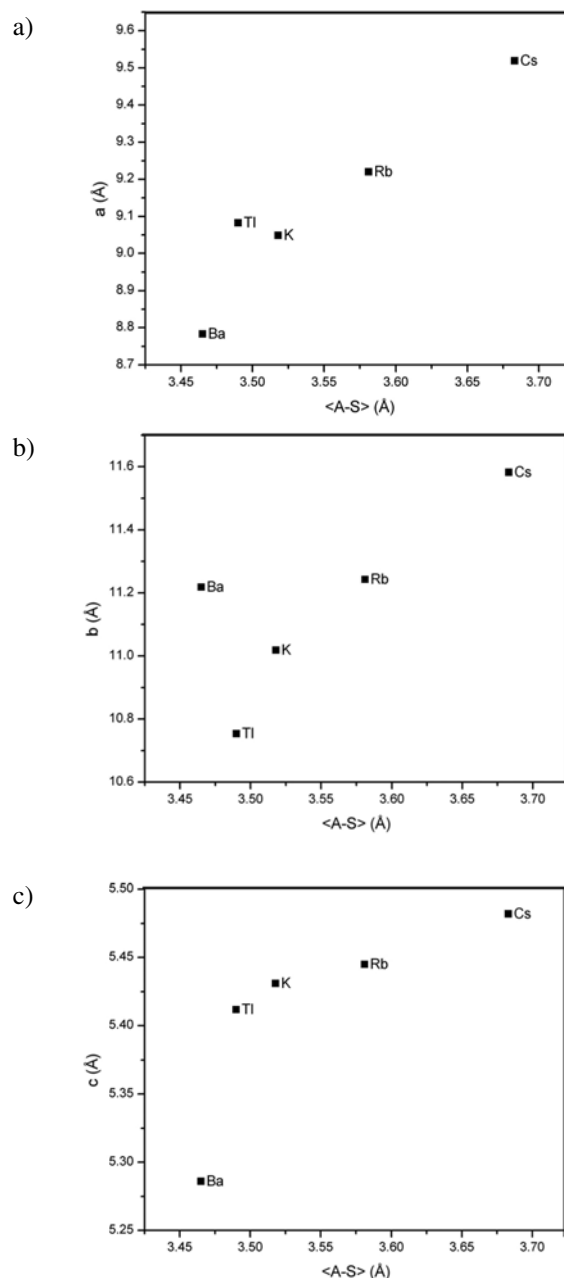 a)
9.6
9.5
9.4
9.3
9.2
9.1
9.0
8.9
8.8
8.7
a (Å)
Cs
Rb
Tl
K
Ba
3.45 3.50 3.55 3.60 3.65 3.70
<A-S> (Å)
b)
11.6
11.4
11.2
11.0
10.8
10.6
b (Å)
Cs
Ba
Rb
K
Tl
3.45 3.50 3.55 3.60 3.65 3.70
<A-S> (Å)
c)
5.50
5.45
5.40
5.35
5.30
5.25
c (Å)
Cs
Rb
K
Tl
Ba
3.45 3.50 3.55 3.60 3.65 3.70
<A-S> (Å)